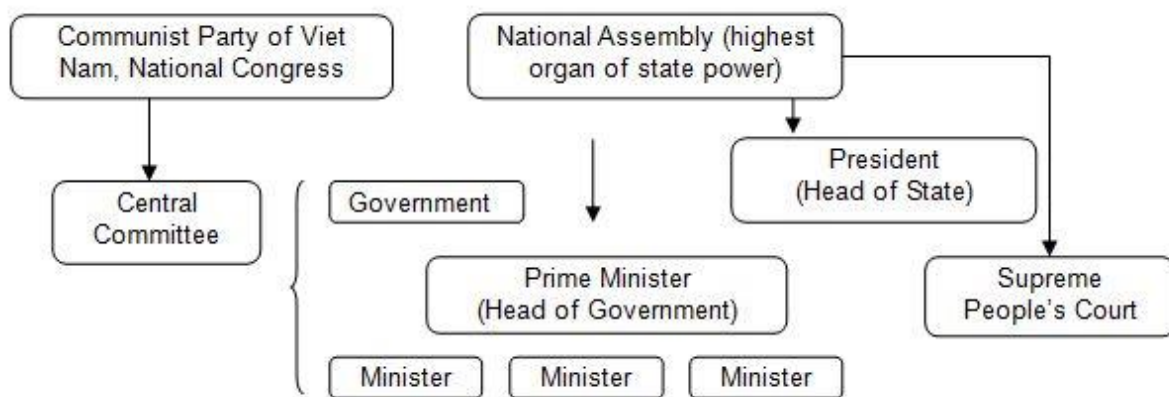 Communist Party of Viet
Nam, National Congress
National Assembly (highest
organ of state power)
President
(Head of State)
Central
Committee
Government
Prime Minister
(Head of Government)
Supreme
People's Court
Minister
Minister
Minister